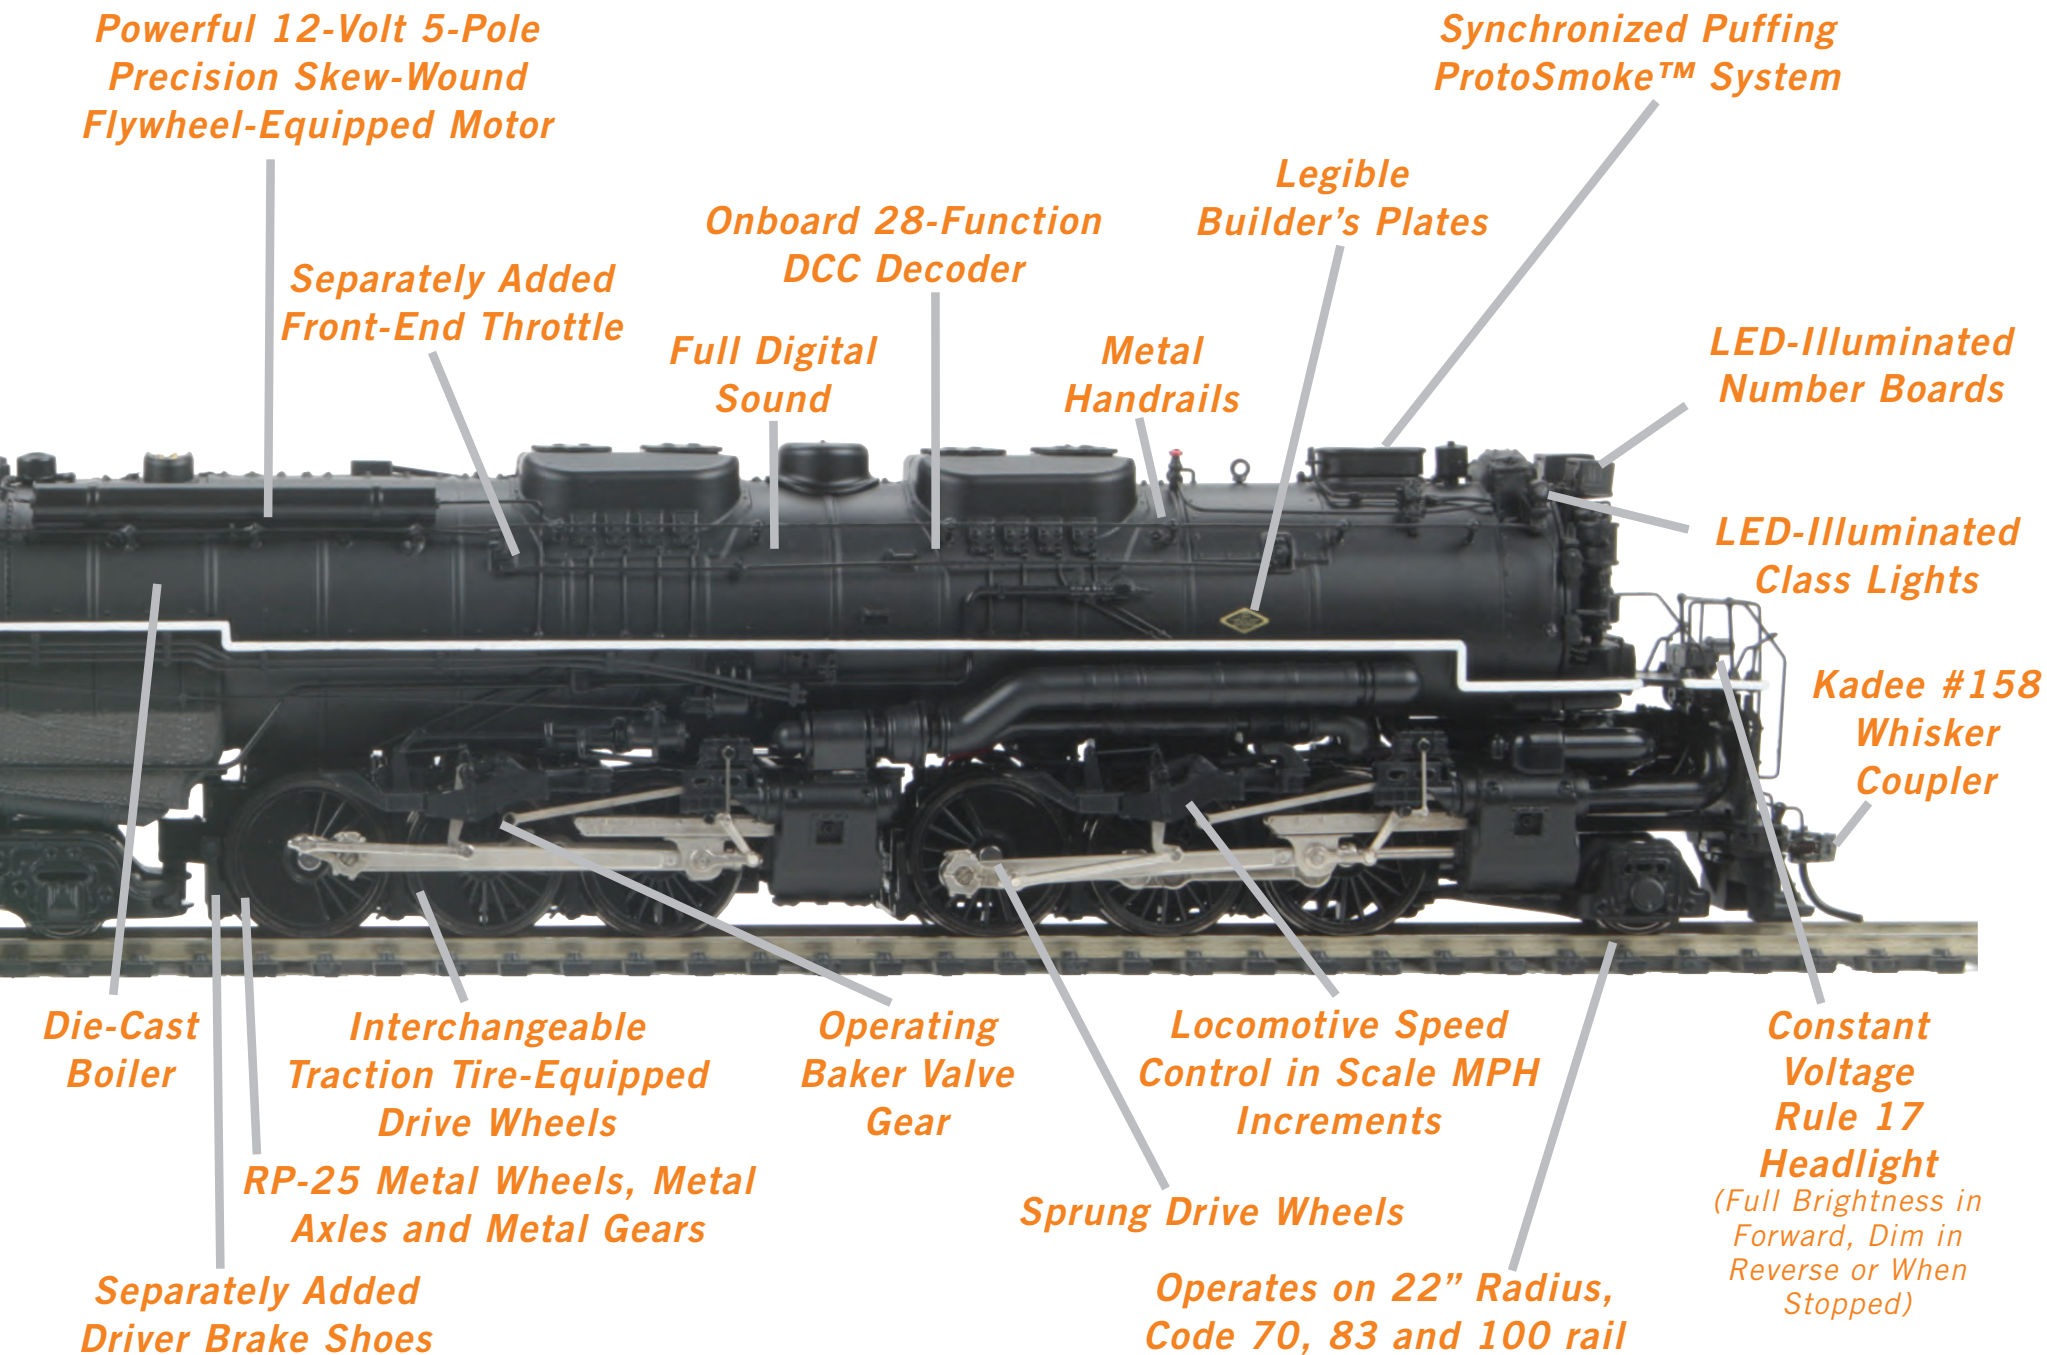 Powerful 12-Volt 5-Pole
Precision Skew-Wound
Flywheel-Equipped Motor
Synchronized Puffing
ProtoSmoke™ System
Legible
Builder’s Plates
Onboard 28-Function
DCC Decoder
Separately Added
Front-End Throttle
Full Digital
Sound
Metal
Handrails
LED-Illuminated
Number Boards
LED-Illuminated
Class Lights
Kadee #158
Whisker
Coupler
Die-Cast
Boiler
Interchangeable
Traction Tire-Equipped
Drive Wheels
Operating
Baker Valve
Gear
Locomotive Speed
Control in Scale MPH
Increments
Constant
Voltage
Rule 17
Headlight
(Full Brightness in
Forward, Dim in
Reverse or When
Stopped)
RP-25 Metal Wheels, Metal
Axles and Metal Gears
Sprung Drive Wheels
Separately Added
Driver Brake Shoes
Operates on 22” Radius,
Code 70, 83 and 100 rail